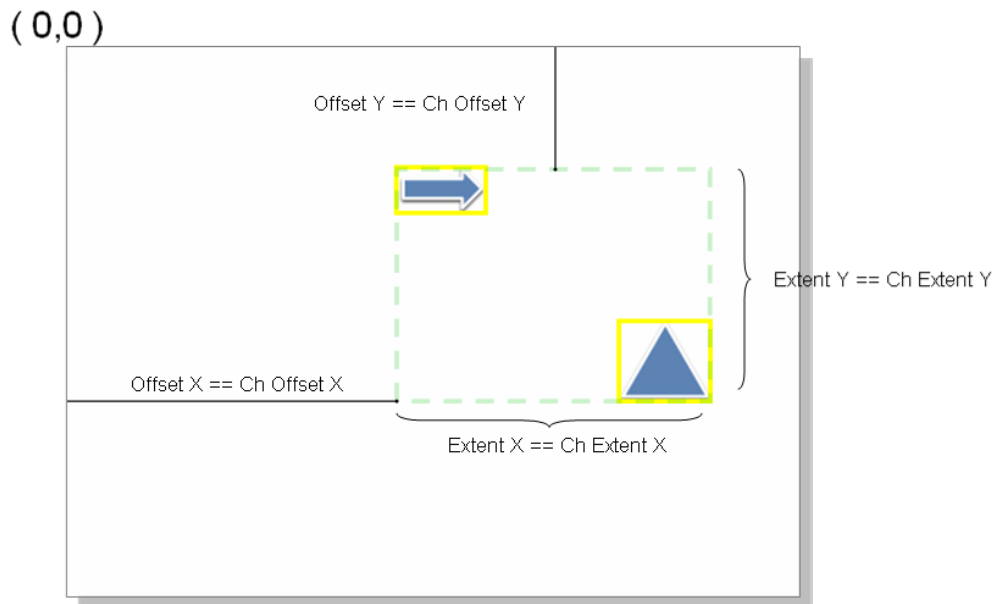 ( 0,0 )
Offset Y == Ch Offset Y
Extent Y == Ch Extent Y
Offset X == Ch Offset X
Extent X == Ch Extent X